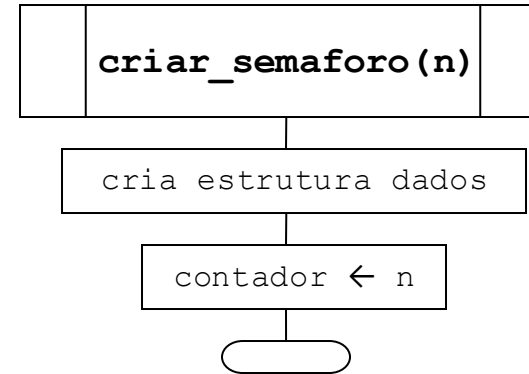 criar_semaforo(n)
cria estrutura dados
contador ← n